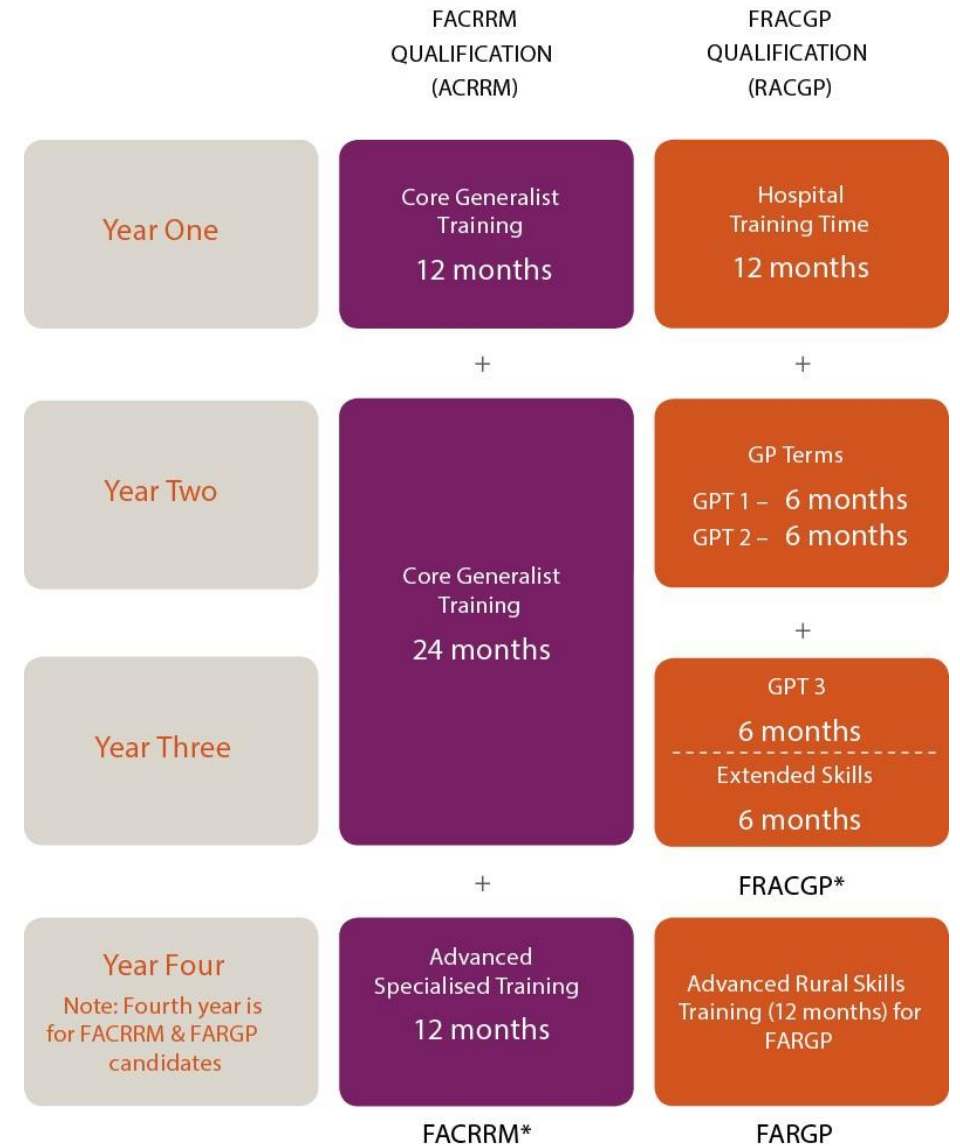 FACRRM
QUALIFICATION
(ACRRM)
FRACGP
QUALIFICATION
(RACGP)
Year One
Core Generalist
Training
12 months
Hospital
Training Time
12 months
+
+
Year Two
Core Generalist
Training
24 months
GP Terms
GPT 1 – 6 months
GPT 2 – 6 months
+
Year Three
GPT 3
6 months
Extended Skills
6 months
+
FRACGP*
Year Four
Note: Fourth year is
for FACRRM & FARGP
candidates
Advanced
Specialised Training
12 months
Advanced Rural Skills
Training (12 months) for
FARGP
FACRRM*
FARGP